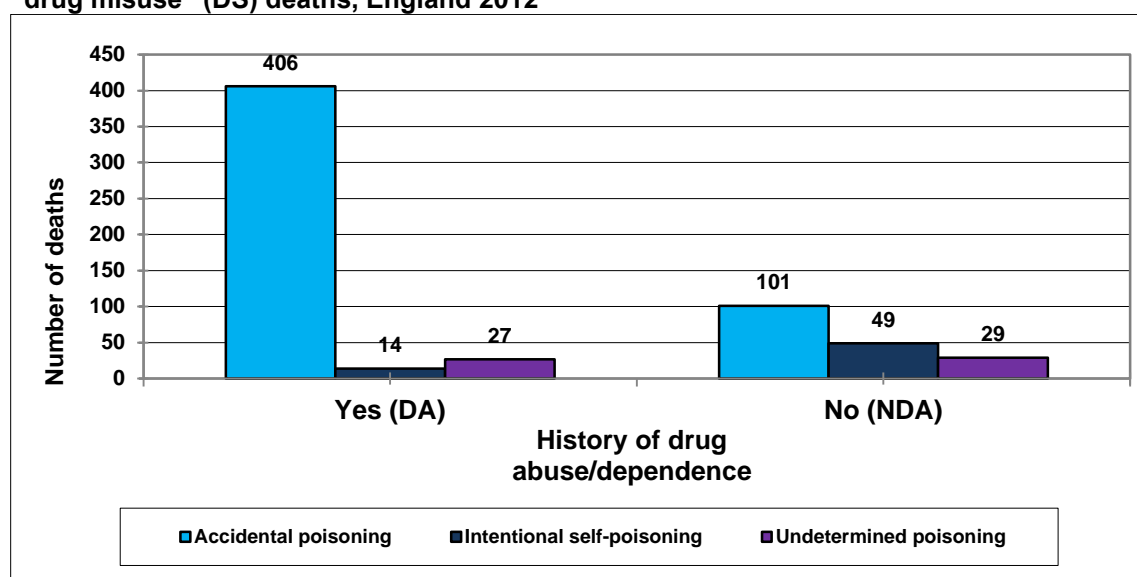 drug misuse" (DS) deaths, England 2012
450
400
350
300
250
200
150
100
50
0
Number of deaths
406
14
27
101
49
29
Yes (DA)
No (NDA)
History of drug
abuse/dependence
Accidental poisoning
Intentional self-poisoning
Undetermined poisoning